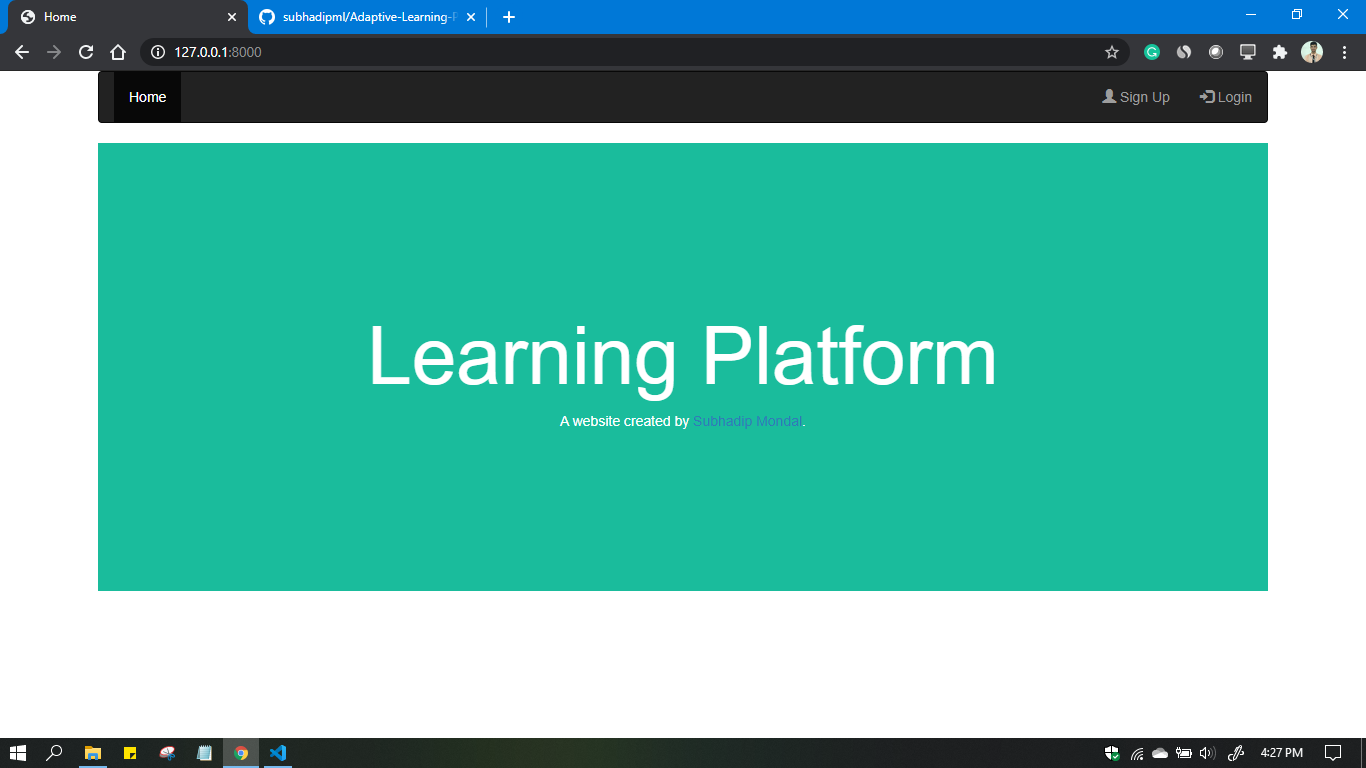 Home
subhadipml/Adaptive-Learning-P
127.0.0.1:8000
Home
Sign Up
Login
Learning Platform
A website created by Subhadip Mondal.
4:27 PM